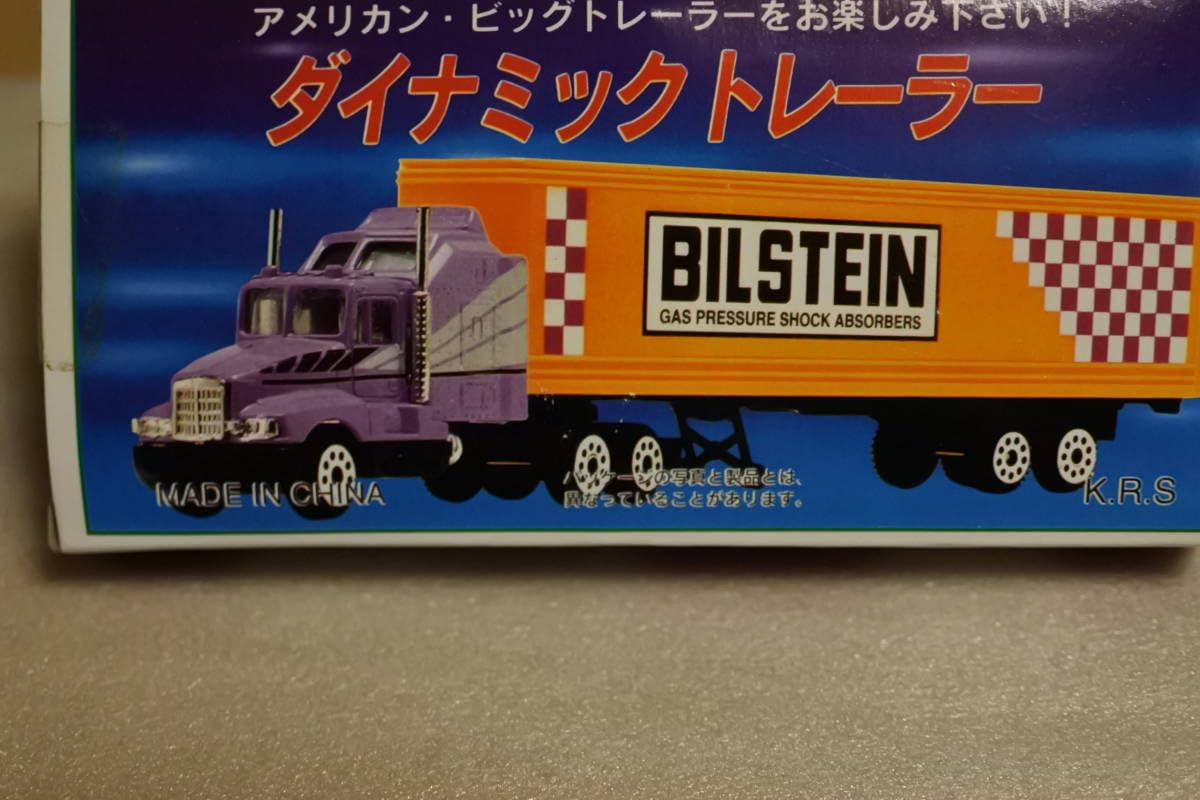 アメリカン・ビッグトレーラーをお楽しみ下さい!
ダイナミックトレーラー
BILSTEIN
GAS PRESSURE SHOCK ABSORBERS
パッケージの写真と製品とは、
異なっていることがあります。
MADE IN CHINA
K.R.S